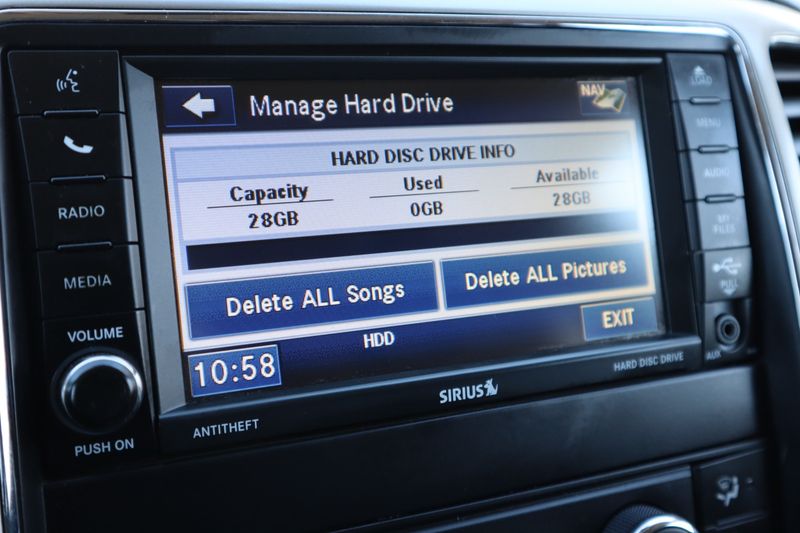 LOAD
NAV
Manage Hard Drive
HARD DISC DRIVE INFO
MENU
Capacity Used Available
28GB 0GB 28GB
RADIO
AUDIO
MY
FILES
MEDIA
Delete ALL Songs Delete ALL Pictures
PULL
VOLUME
HDD EXIT
10:58
AUX
HARD DISC DRIVE
SIRIUS
ANTITHEFT
PUSH ON